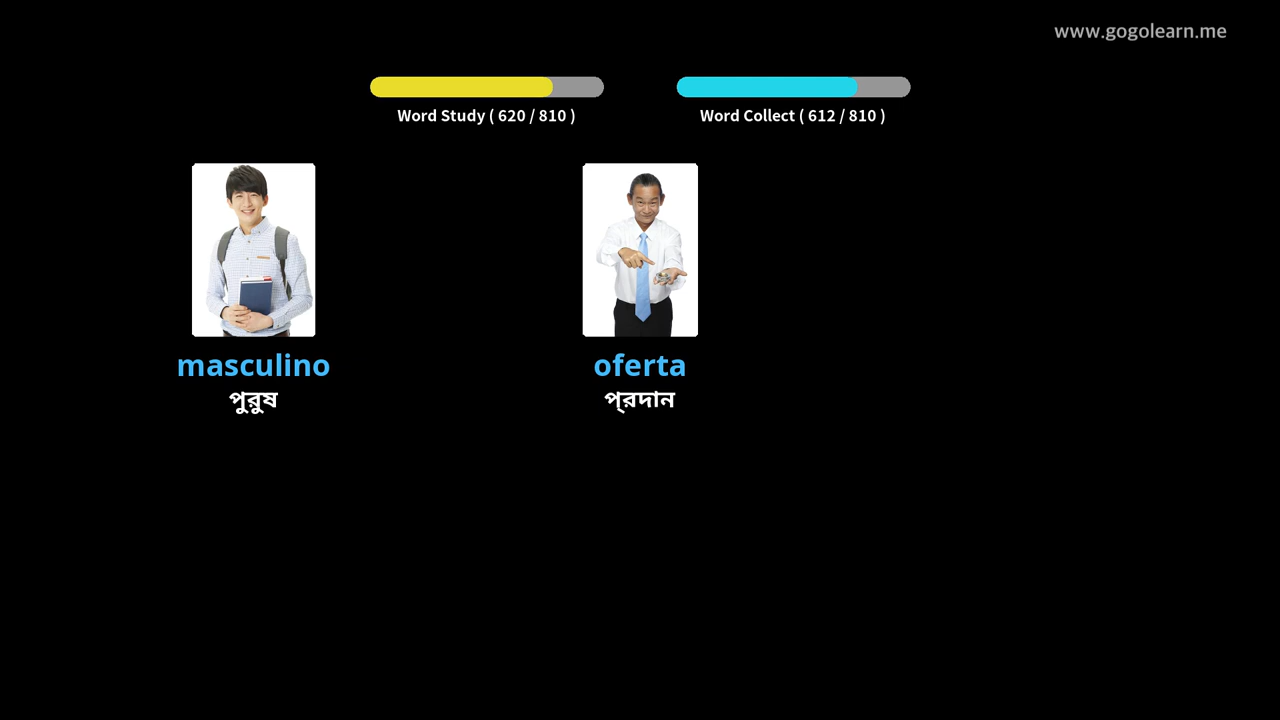 www.gogolearn.me
Word Study ( 620 / 810 )
Word Collect ( 612 / 810 )
masculino
পুরুষ
oferta
প্রদান